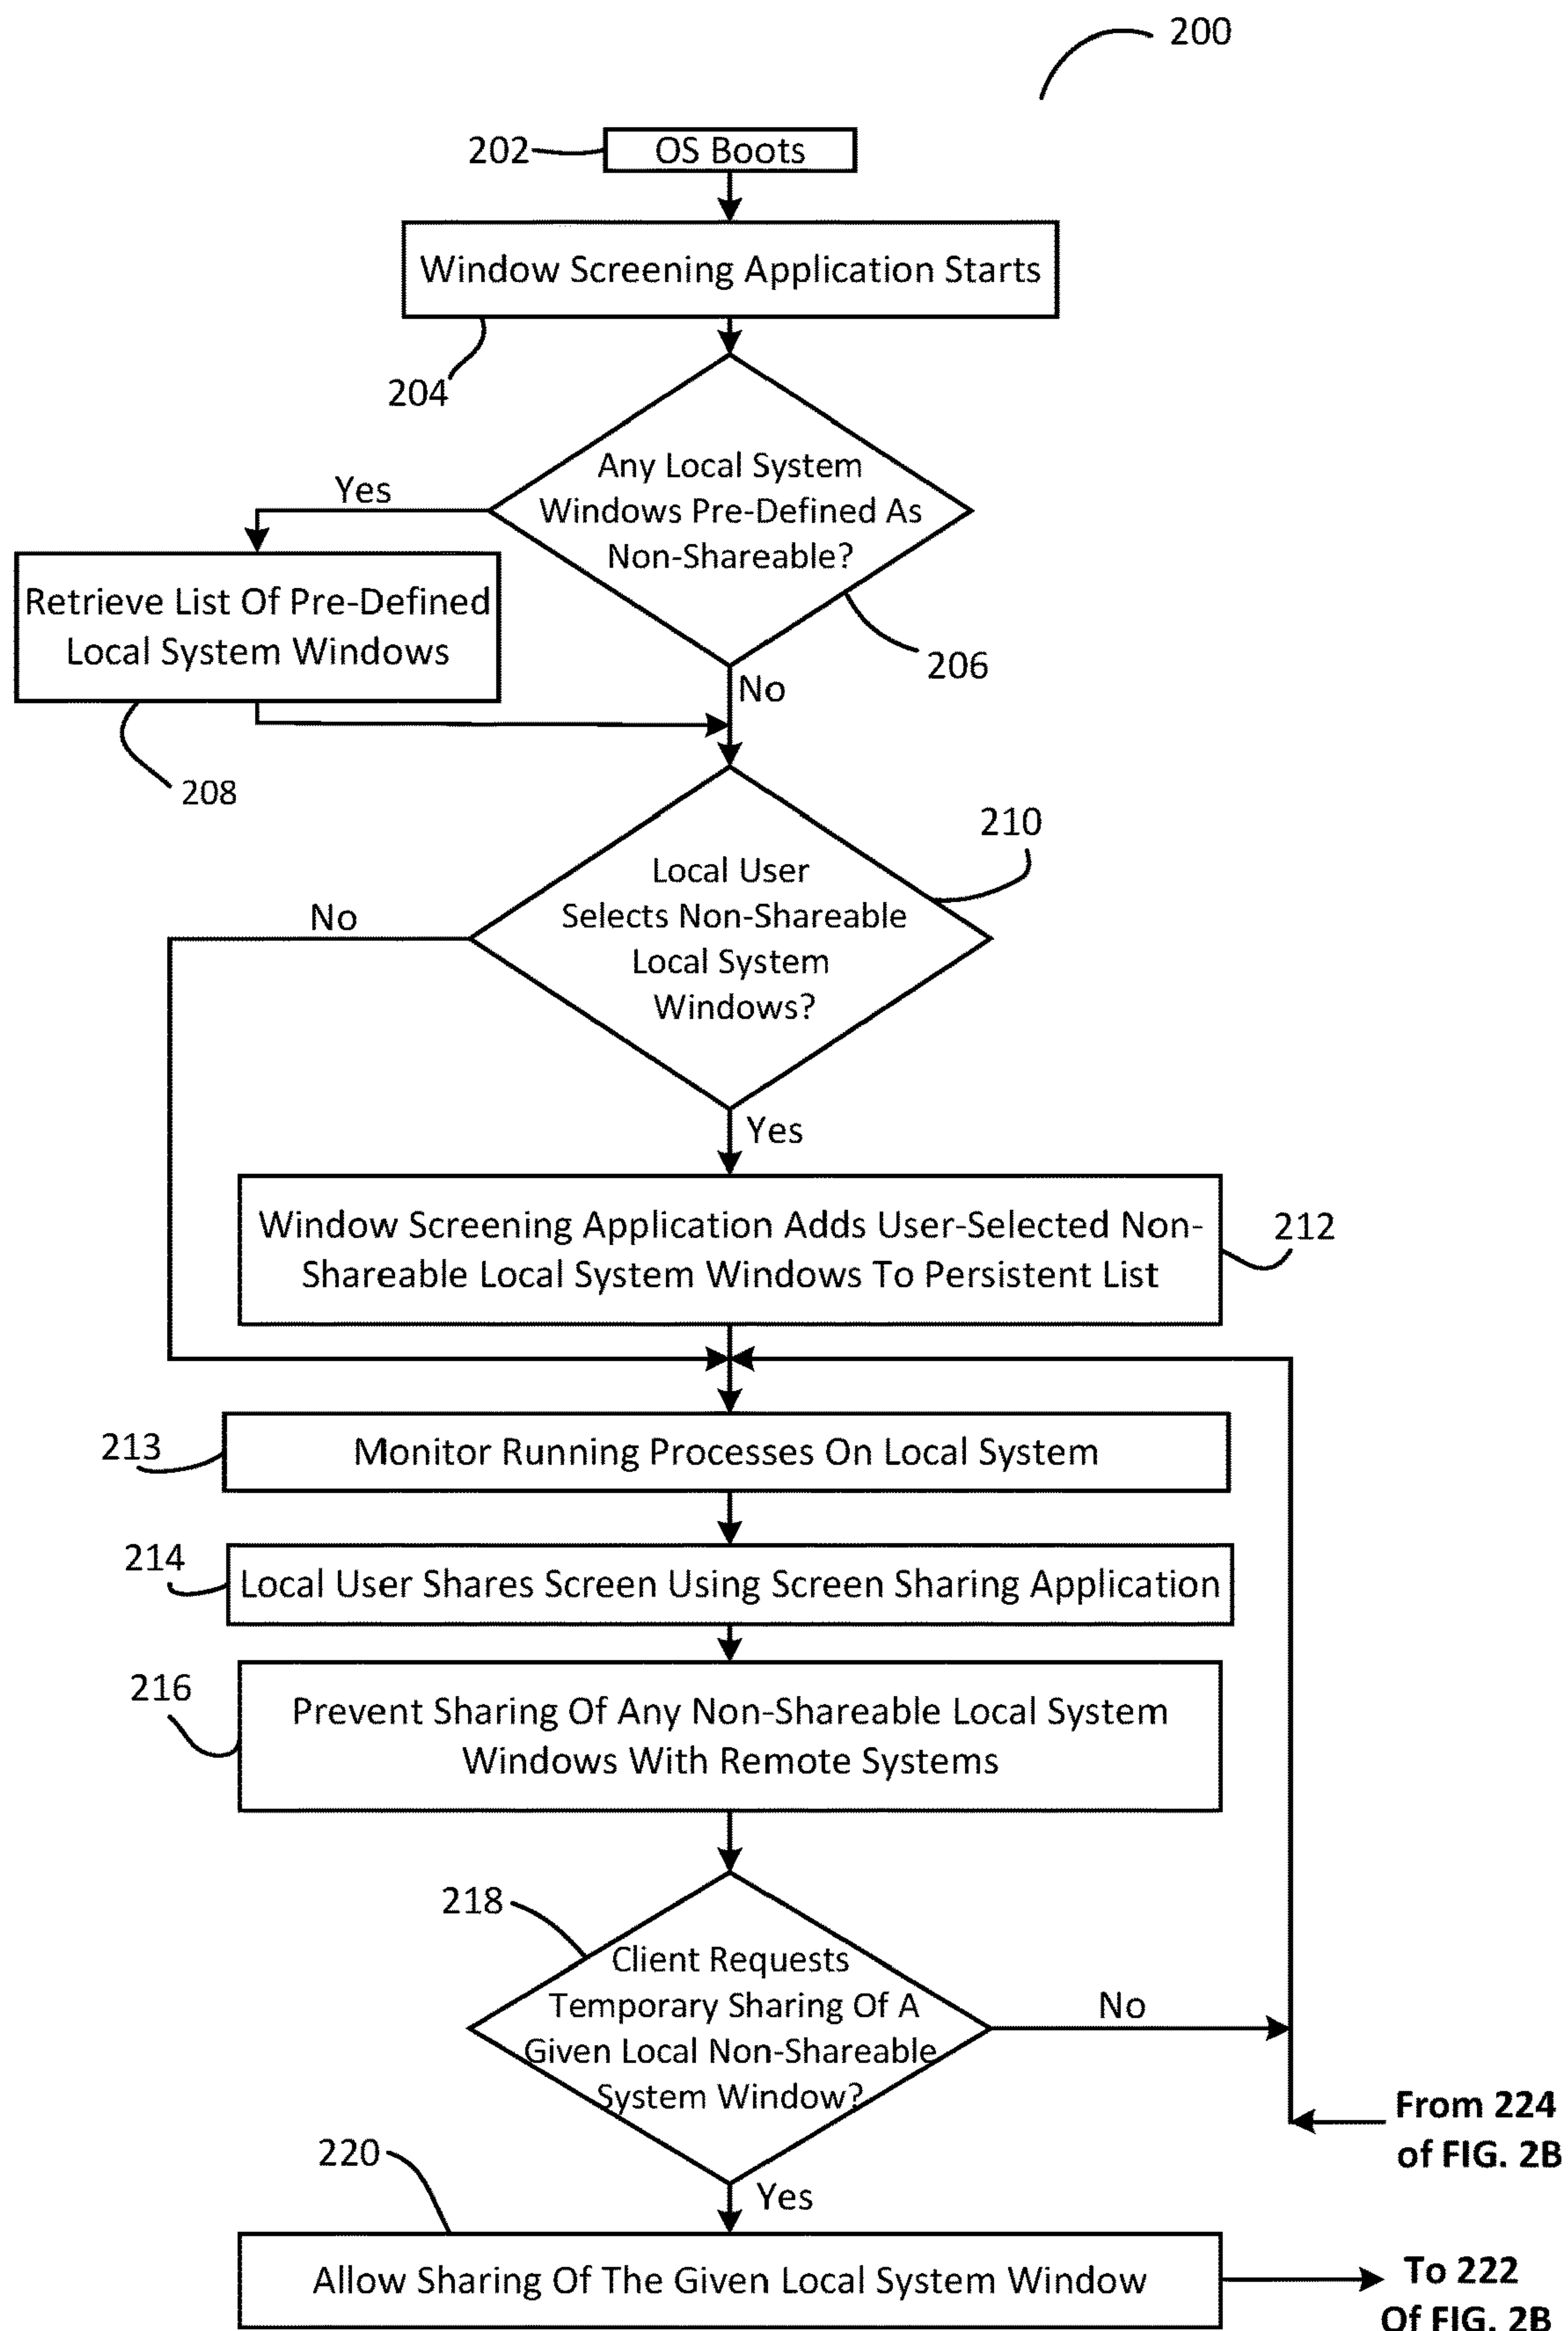 200
202
OS Boots
Window Screening Application Starts
204
Any Local System
Windows Pre-Defined As
Non-Shareable?
Yes
Retrieve List Of Pre-Defined
Local System Windows
206
No
208
210
Local User
Selects Non-Shareable
Local System
Windows?
No
Yes
Window Screening Application Adds User-Selected Non-
Shareable Local System Windows To Persistent List
212
213
Monitor Running Processes On Local System
214
Local User Shares Screen Using Screen Sharing Application
216
Prevent Sharing Of Any Non-Shareable Local System
Windows With Remote Systems
218
Client Requests
Temporary Sharing Of A
Given Local Non-Shareable
System Window?
No
From 224
of FIG. 2B
220
Yes
Allow Sharing Of The Given Local System Window
To 222
Of FIG. 2B